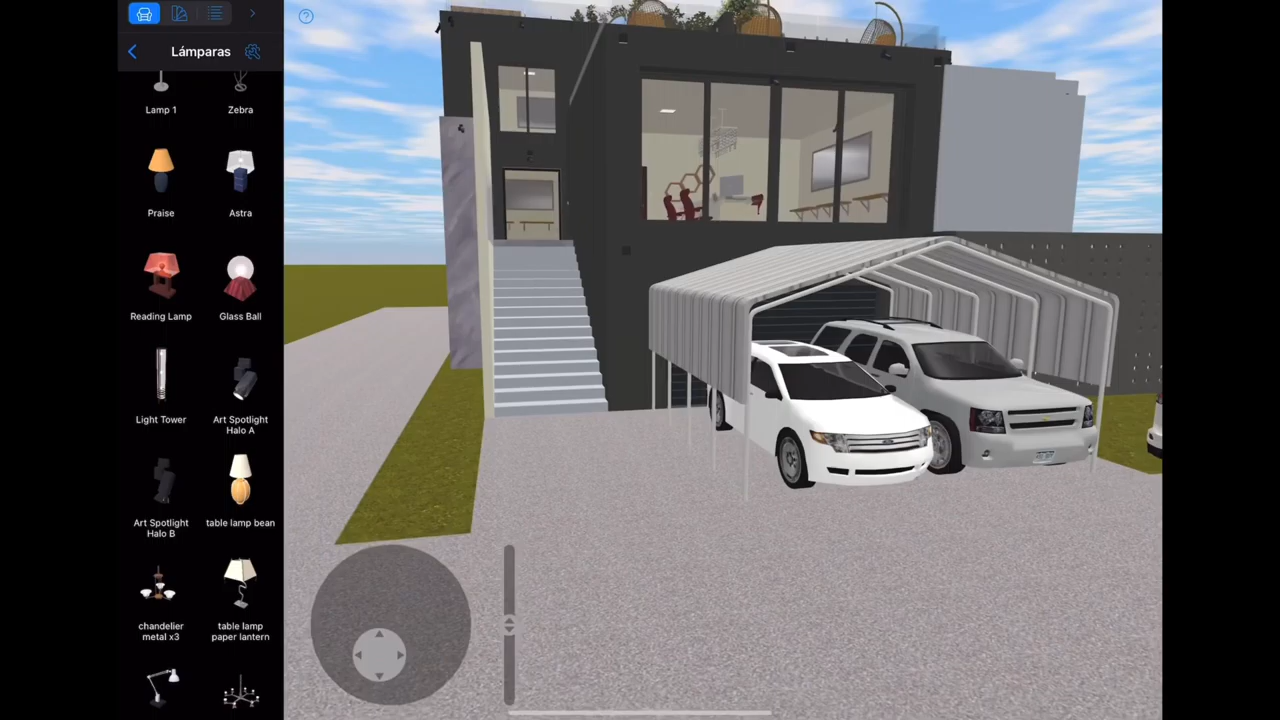 Lámparas
Lamp 1
Zebra
Praise
Astra
Reading Lamp
Glass Ball
Light Tower
Art Spotlight
Halo A
Art Spotlight
Halo B
table lamp bean
chandelier
metal x3
table lamp
paper lantern